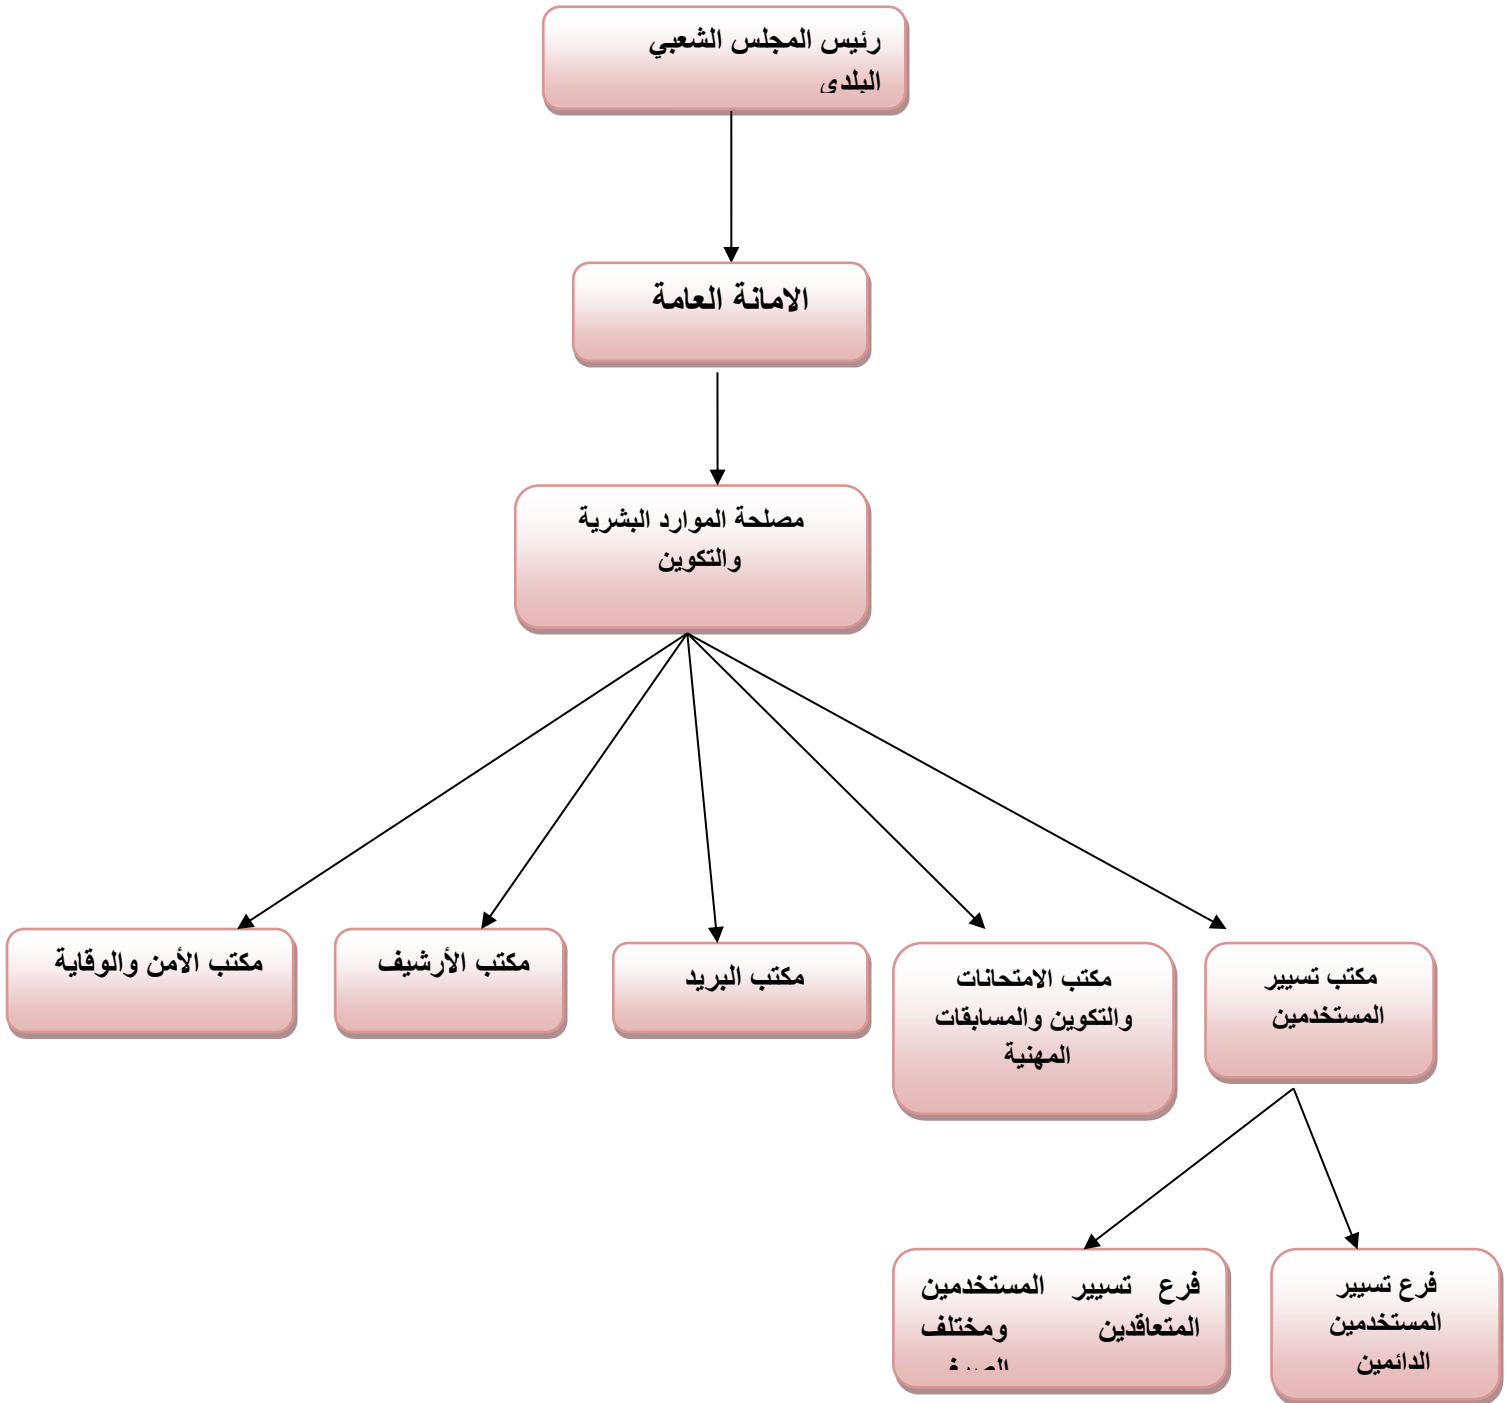 رئيس المجلس الشعبي
البلدي
الامانة العامة
مصلحة الموارد البشرية
والتكوين
مكتب تسيير
المستخدمين
مكتب الامتحانات
والتكوين والمسابقات
المهنية
مكتب البريد
مكتب الأرشيف
مكتب الأمن والوقاية
فرع تسيير
المستخدمين
الدائمين
فرع تسيير المستخدمين
المتعاقدين ومختلف